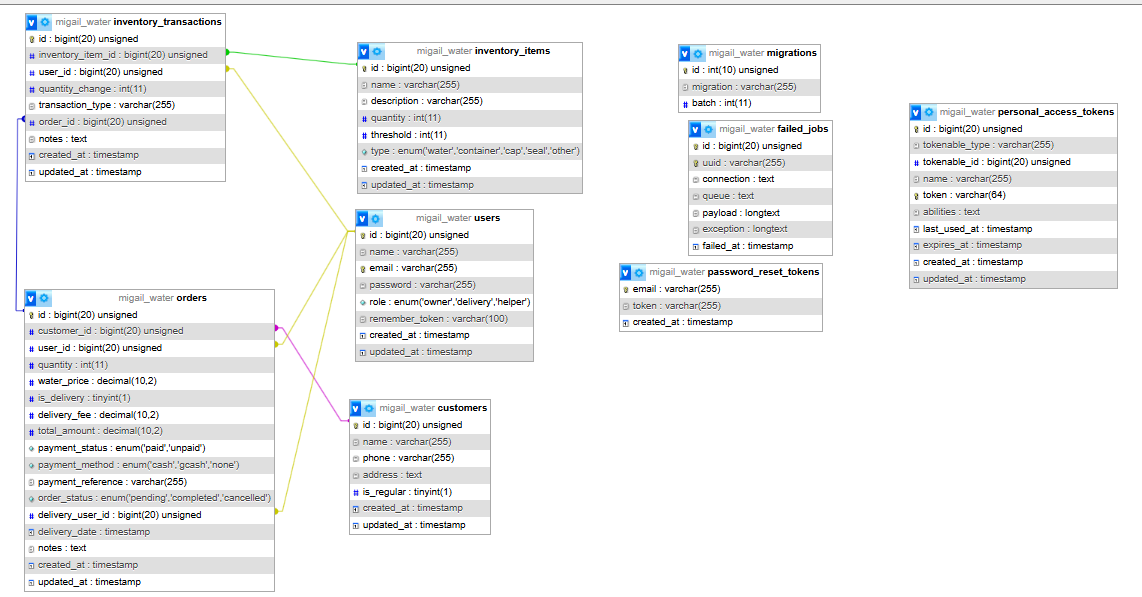 migail_water inventory_transactions
id : bigint(20) unsigned
inventory_item_id : bigint(20) unsigned
user_id : bigint(20) unsigned
quantity_change : int(11)
transaction_type : varchar(255)
order_id : bigint(20) unsigned
notes : text
created_at : timestamp
updated_at : timestamp
migail_water inventory_items
id : bigint(20) unsigned
name : varchar(255)
description : varchar(255)
quantity : int(11)
threshold : int(11)
type : enum('water','container','cap','seal','other')
created_at : timestamp
updated_at : timestamp
migail_water users
id : bigint(20) unsigned
name : varchar(255)
email : varchar(255)
password : varchar(255)
role : enum('owner','delivery','helper')
remember_token : varchar(100)
created_at : timestamp
updated_at : timestamp
migail_water orders
id : bigint(20) unsigned
customer_id : bigint(20) unsigned
user_id : bigint(20) unsigned
quantity : int(11)
water_price : decimal(10,2)
is_delivery : tinyint(1)
delivery_fee : decimal(10,2)
total_amount : decimal(10,2)
payment_status : enum('paid','unpaid')
payment_method : enum('cash','gcash','none')
payment_reference : varchar(255)
order_status : enum('pending','completed','cancelled')
delivery_user_id : bigint(20) unsigned
delivery_date : timestamp
notes : text
created_at : timestamp
updated_at : timestamp
migail_water customers
id : bigint(20) unsigned
name : varchar(255)
phone : varchar(255)
address : text
is_regular : tinyint(1)
created_at : timestamp
updated_at : timestamp
migail_water migrations
id : int(10) unsigned
migration : varchar(255)
batch : int(11)
migail_water failed_jobs
id : bigint(20) unsigned
uuid : varchar(255)
connection : text
queue : text
payload : longtext
exception : longtext
failed_at : timestamp
migail_water password_reset_tokens
email : varchar(255)
token : varchar(255)
created_at : timestamp
migail_water personal_access_tokens
id : bigint(20) unsigned
tokenable_type : varchar(255)
tokenable_id : bigint(20) unsigned
name : varchar(255)
token : varchar(64)
abilities : text
last_used_at : timestamp
expires_at : timestamp
created_at : timestamp
updated_at : timestamp